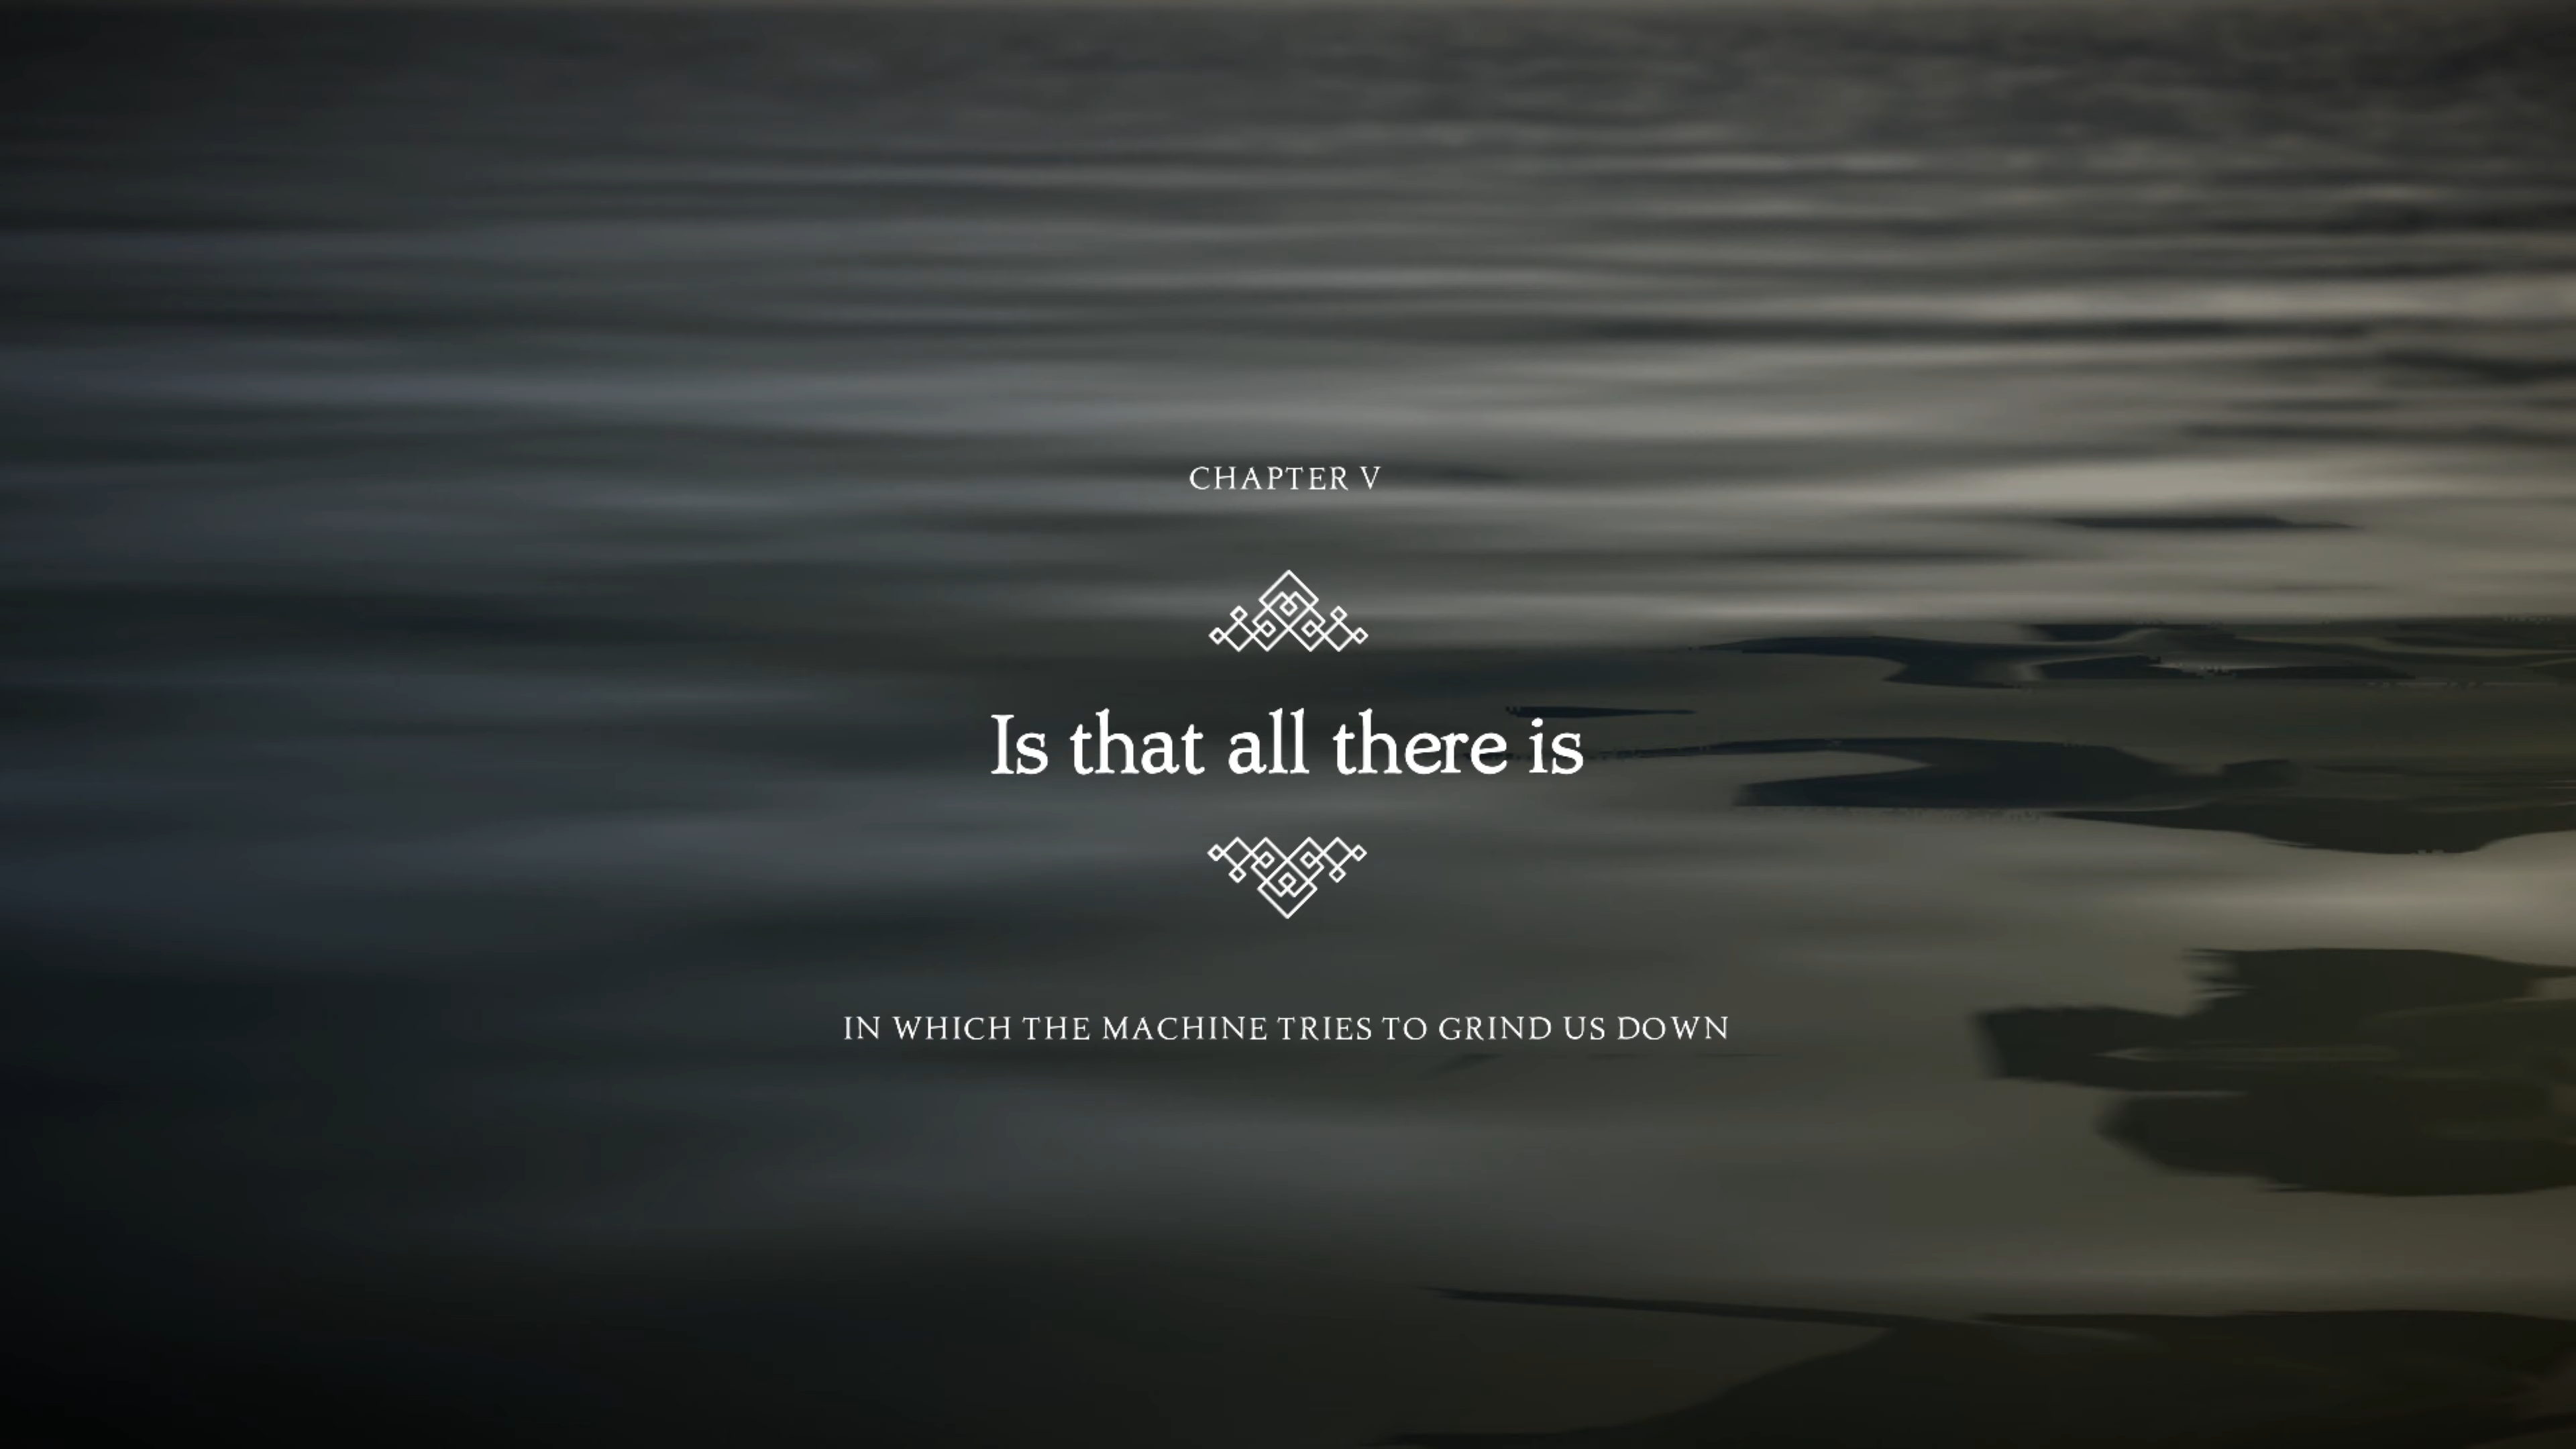 CHAPTER V
Is that all there is
IN WHICH THE MACHINE TRIES TO GRIND US DOWN